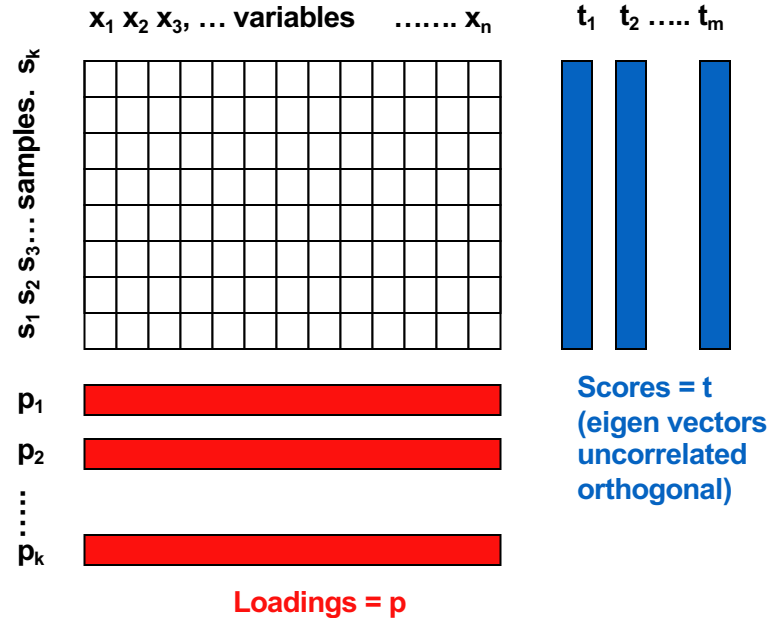 x₁ x₂ x₃, … variables ……. xₙ
t₁ t₂ ….. tₘ
s₁ s₂ s₃… samples. sₖ
p₁
p₂
…..
pₖ
Scores = t
(eigen vectors
uncorrelated
orthogonal)
Loadings = p